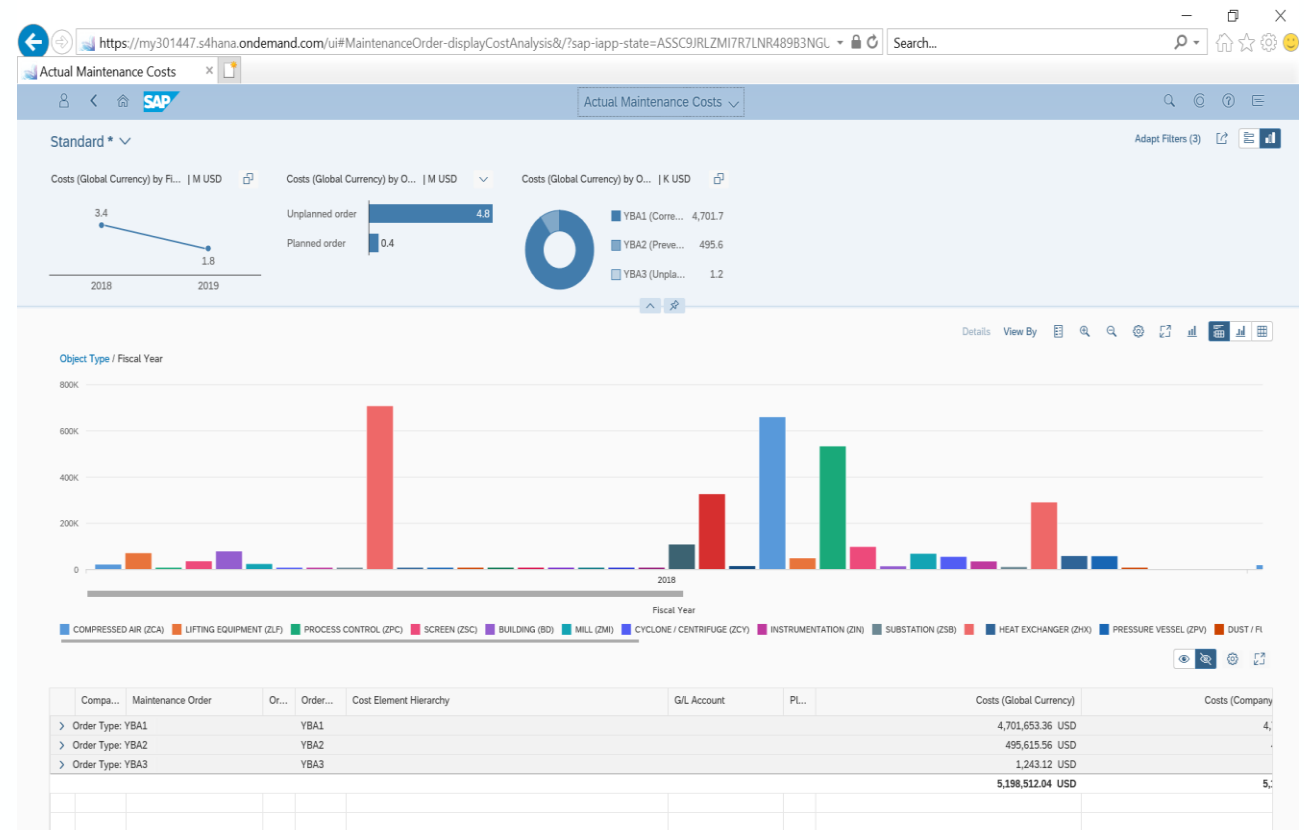 https://my301447.s4hana.ondemand.com/ui#MaintenanceOrder-displayCostAnalysis&/?sap-iapp-state=ASSC9JRLZMI7R7LNR489B3NGL Search...
Actual Maintenance Costs
SAP Actual Maintenance Costs
Standard * Adapt Filters (3)
Costs (Global Currency) by Fi... | M USD Costs (Global Currency) by O... | M USD Costs (Global Currency) by O... | K USD
3.4
1.8
2018 2019
Unplanned order 4.8
Planned order 0.4
YBA1 (Corre... 4,701.7
YBA2 (Preve... 495.6
YBA3 (Unpla... 1.2
Details View By
Object Type / Fiscal Year
800K
600K
400K
200K
0
2018
Fiscal Year
COMPRESSED AIR (ZCA) LIFTING EQUIPMENT (ZLF) PROCESS CONTROL (ZPC) SCREEN (ZSC) BUILDING (BD) MILL (ZMI) CYCLONE / CENTRIFUGE (ZCY) INSTRUMENTATION (ZIN) SUBSTATION (ZSB) HEAT EXCHANGER (ZHX) PRESSURE VESSEL (ZPV) DUST /
Compa... Maintenance Order Or... Order... Cost Element Hierarchy G/L Account Pl... Costs (Global Currency) Costs (Company
Order Type: YBA1 YBA1 4,701,653.36 USD 4,
Order Type: YBA2 YBA2 495,615.56 USD
Order Type: YBA3 YBA3 1,243.12 USD
5,198,512.04 USD 5,